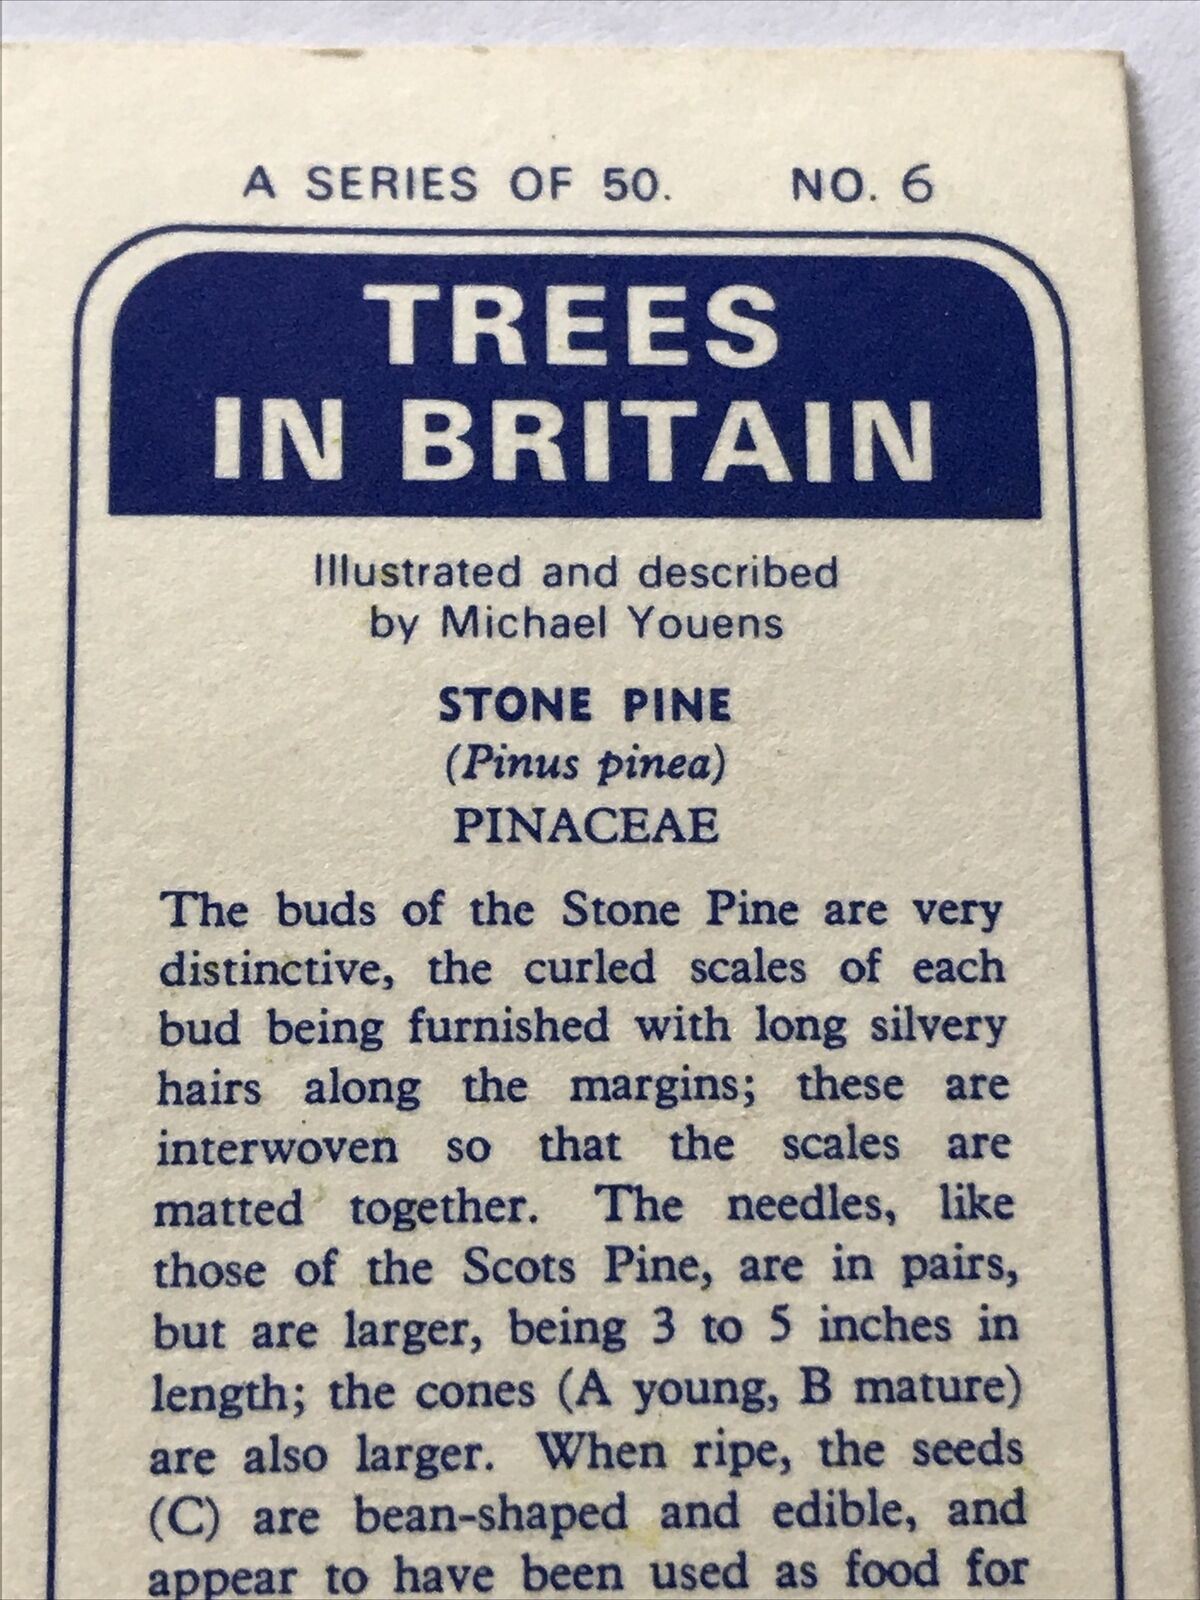 A SERIES OF 50. NO. 6
TREES
IN BRITAIN
Illustrated and described
by Michael Youens
STONE PINE
(Pinus pinea)
PINACEAE
The buds of the Stone Pine are very
distinctive, the curled scales of each
bud being furnished with long silvery
hairs along the margins; these are
interwoven so that the scales are
matted together. The needles, like
those of the Scots Pine, are in pairs,
but are larger, being 3 to 5 inches in
length; the cones (A young, B mature)
are also larger. When ripe, the seeds
(C) are bean-shaped and edible, and
appear to have been used as food for